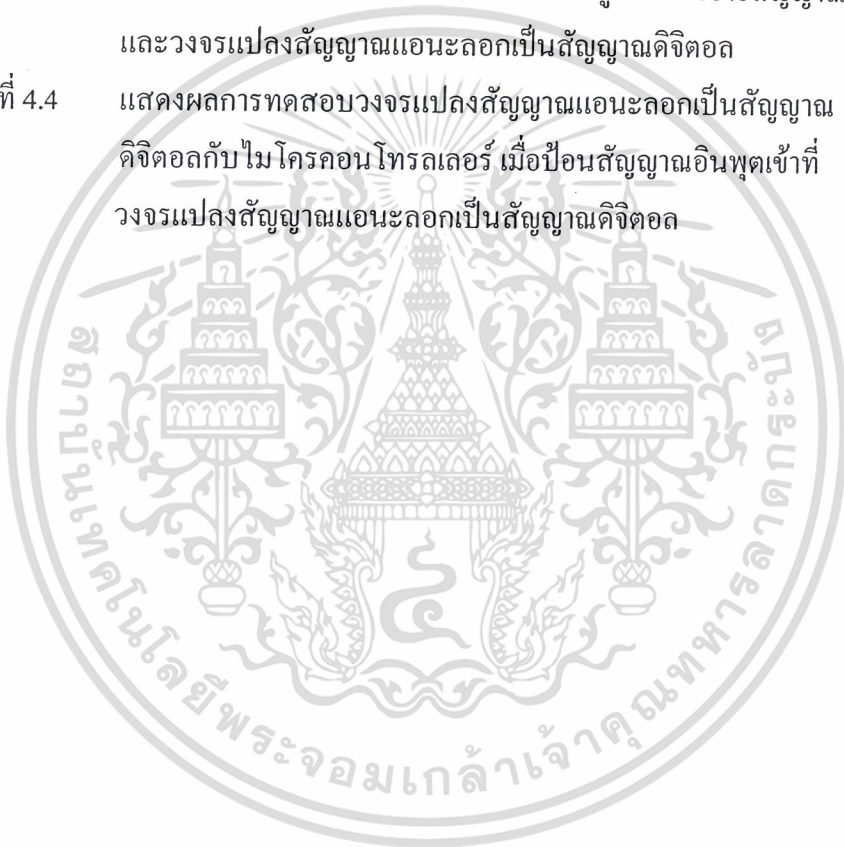 และวงจรแปลงสัญญาณแอนะลอกเป็นสัญญาณดิจิตอล
ที่ 4.4 แสดงผลการทดสอบวงจรแปลงสัญญาณแอนะลอกเป็นสัญญาณ
ดิจิตอลกับไมโครคอนโทรลเลอร์ เมื่อป้อนสัญญาณอินพุตเข้าที่
วงจรแปลงสัญญาณแอนะลอกเป็นสัญญาณดิจิตอล
สถาบันเทคโนโลยีพระจอมเกล้าเจ้าคุณทหารลาดกระบัง